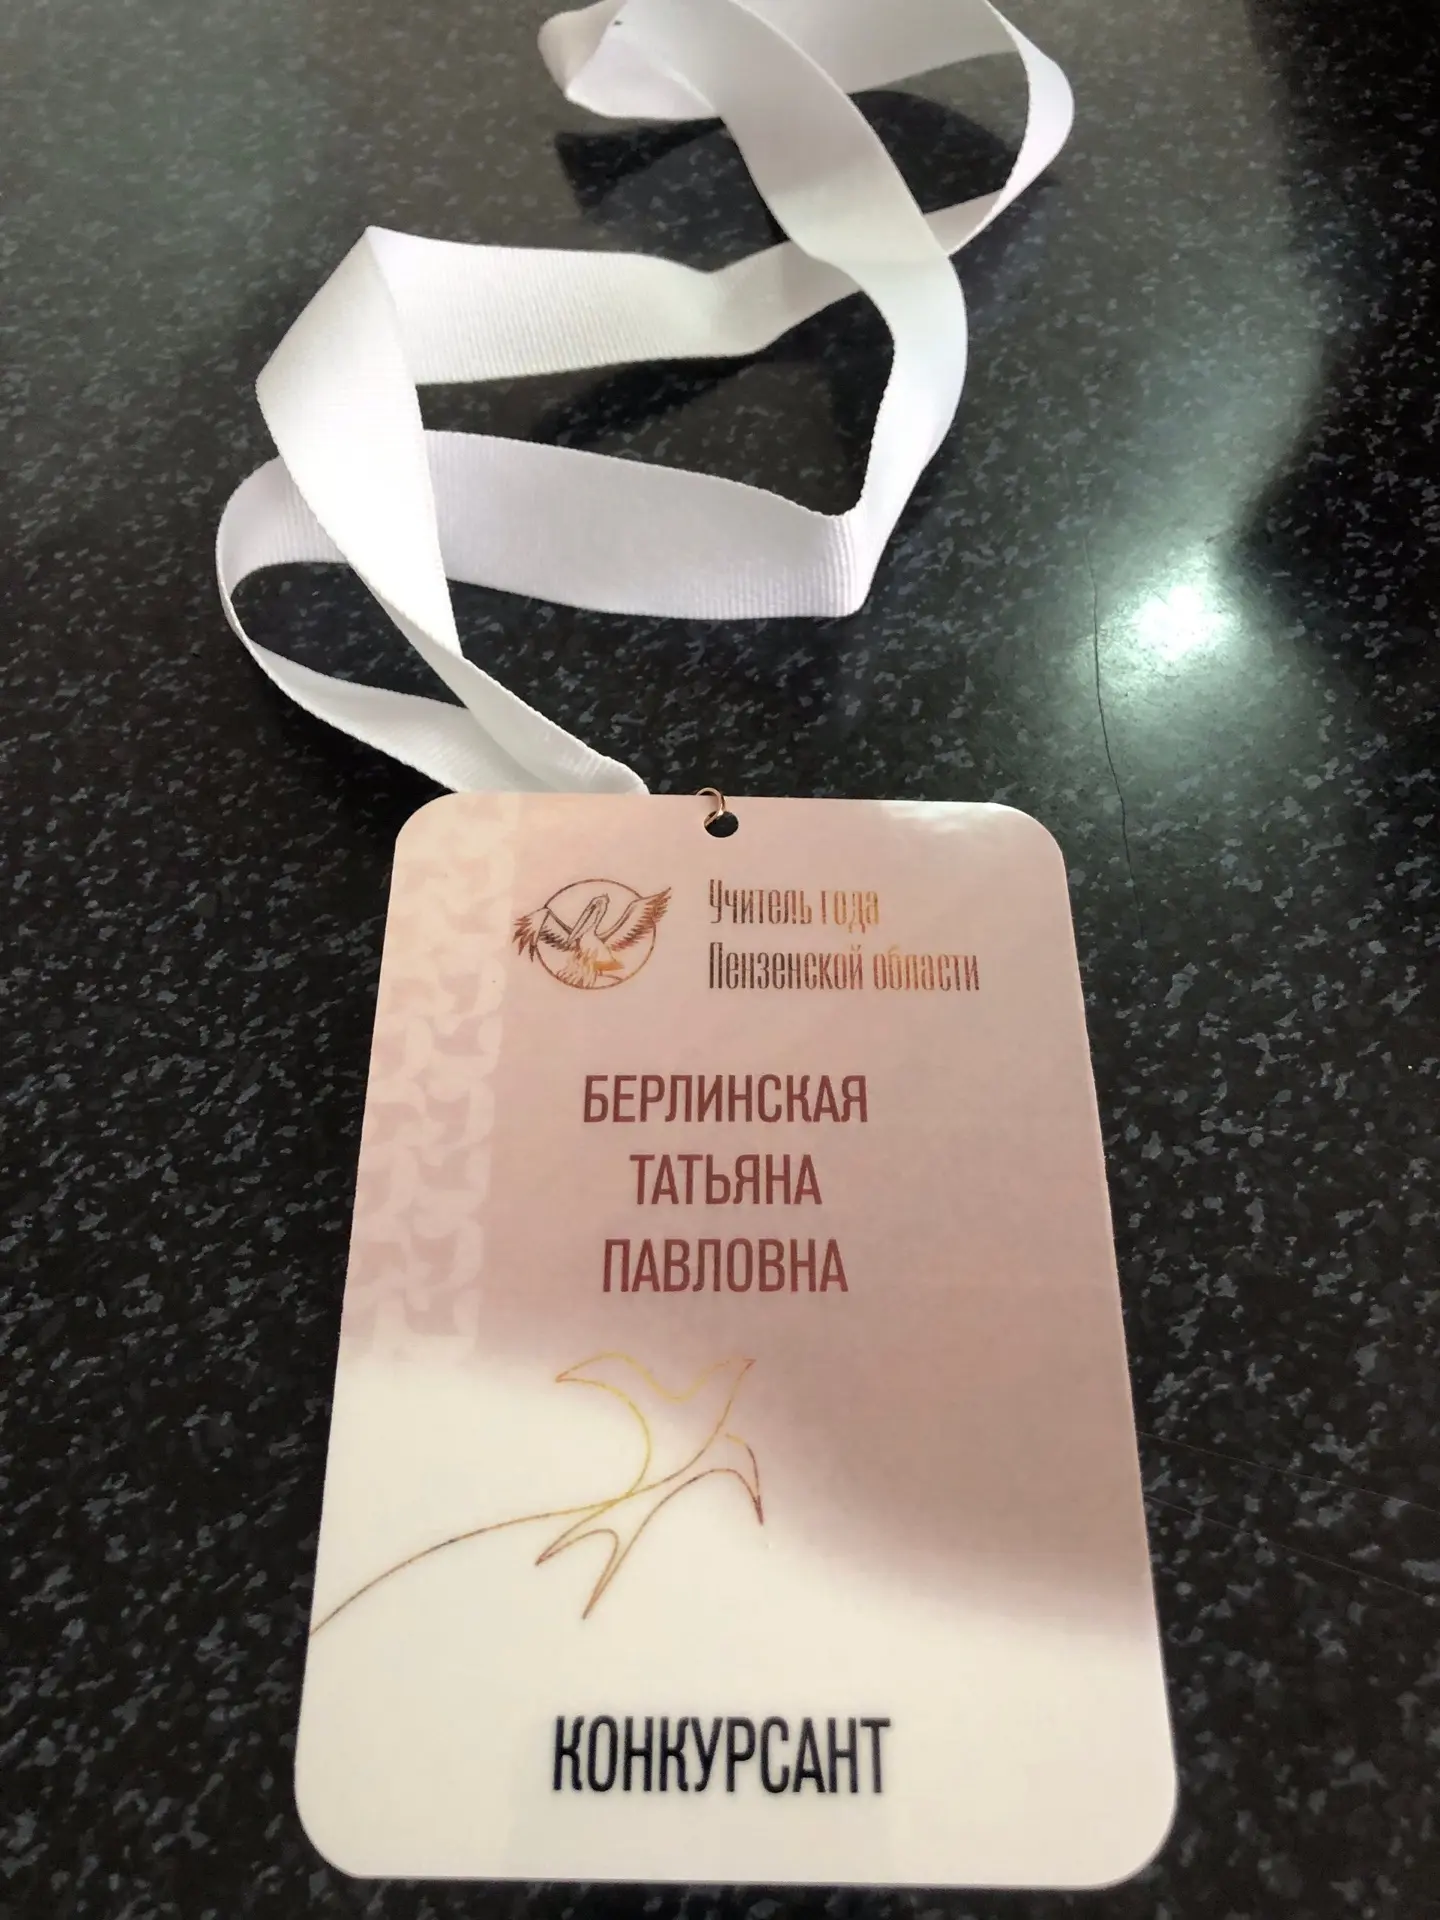 Учитель года
Пензенской области
БЕРЛИНСКАЯ
ТАТЬЯНА
ПАВЛОВНА
КОНКУРСАНТ